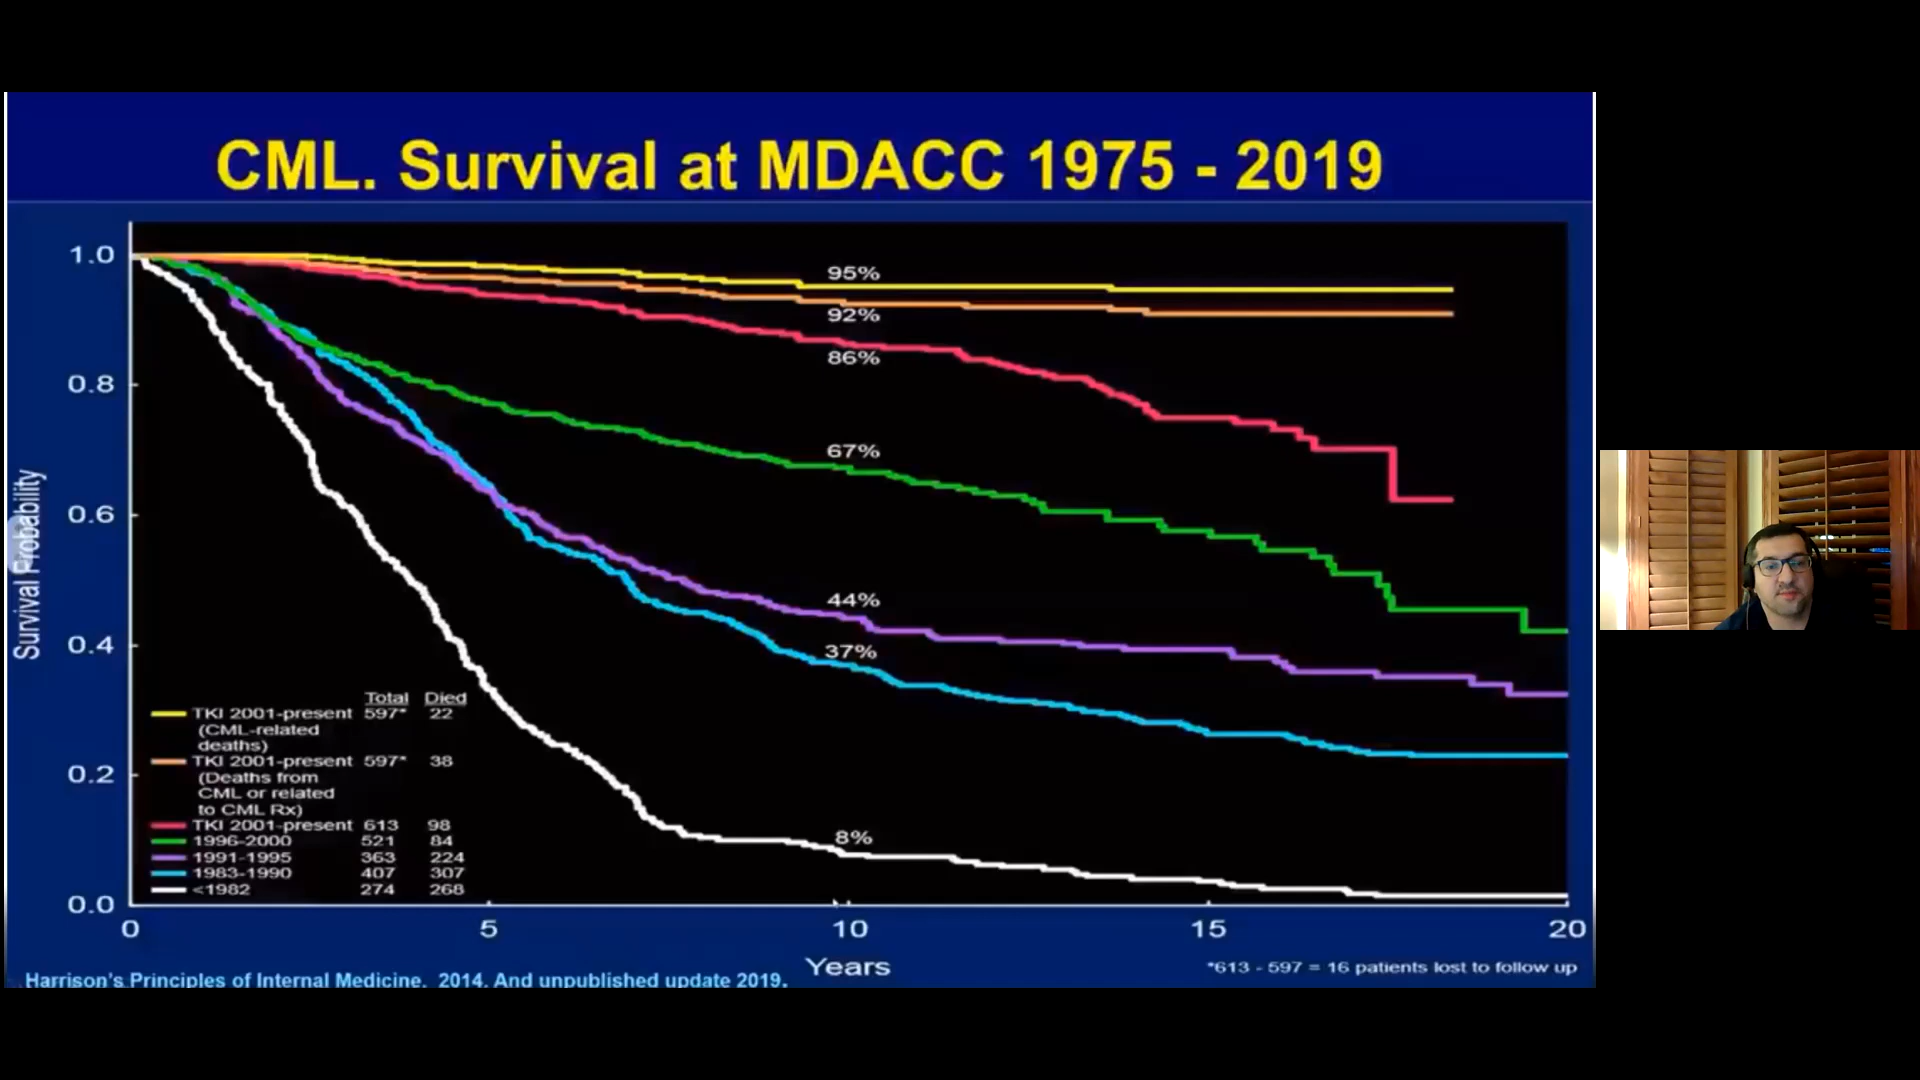 CML. Survival at MDACC 1975 - 2019
1.0
0.8
0.6
0.4
0.2
0.0
Survival Probability
95%
92%
86%
67%
44%
37%
8%
Total Died
TKI 2001-present 597* 22
(CML-related
deaths)
TKI 2001-present 597* 38
(Deaths from
CML or related
to CML Rx)
TKI 2001-present 613 98
1996-2000 521 84
1991-1995 363 224
1983-1990 407 307
<1982 274 268
0 5 10 15 20
Years
*613 - 597 = 16 patients lost to follow up
Harrison's Principles of Internal Medicine. 2014. And unpublished update 2019.